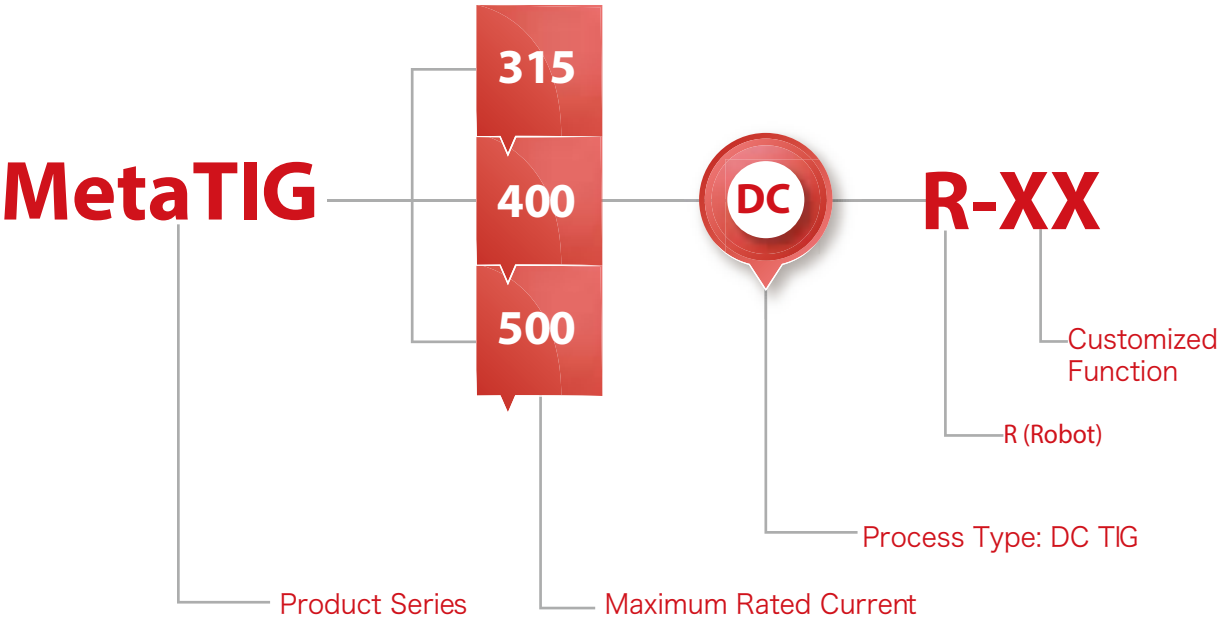 MetaTIG
315
400
500
DC
R-XX
Customized
Function
R (Robot)
Process Type: DC TIG
Product Series
Maximum Rated Current